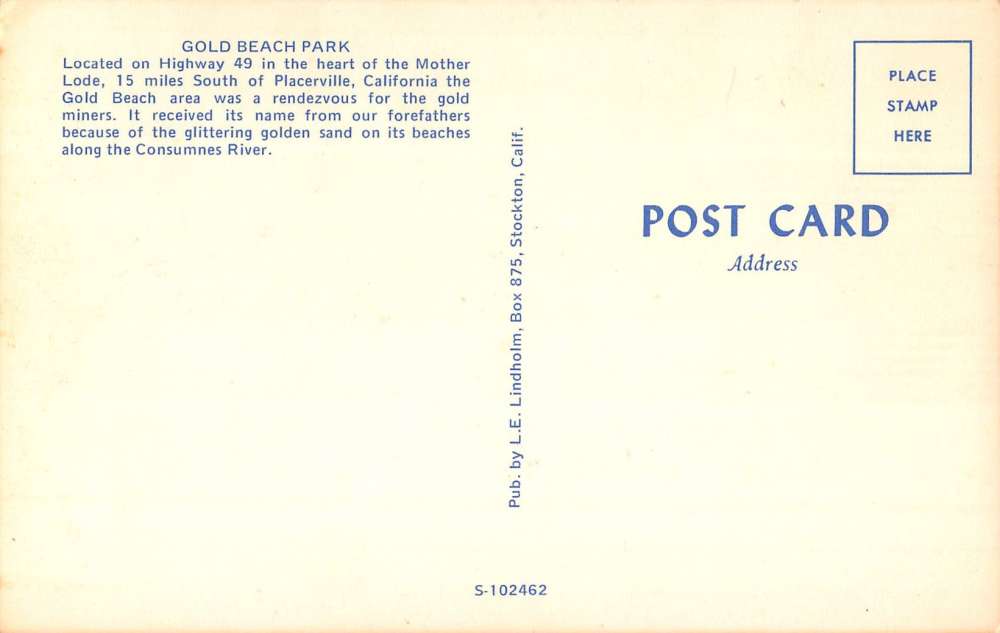 GOLD BEACH PARK
Located on Highway 49 in the heart of the Mother
Lode, 15 miles South of Placerville, California the
Gold Beach area was a rendezvous for the gold
miners. It received its name from our forefathers
because of the glittering golden sand on its beaches
along the Consumnes River.
Pub. by L.E. Lindholm, Box 875, Stockton, Calif.
PLACE
STAMP
HERE
POST CARD
Address
S-102462